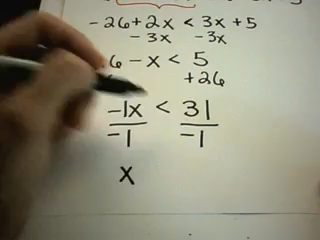 -26+2x < 3x+5
-3x -3x
6 - x < 5
+26
-1x < 31
-1 -1
x